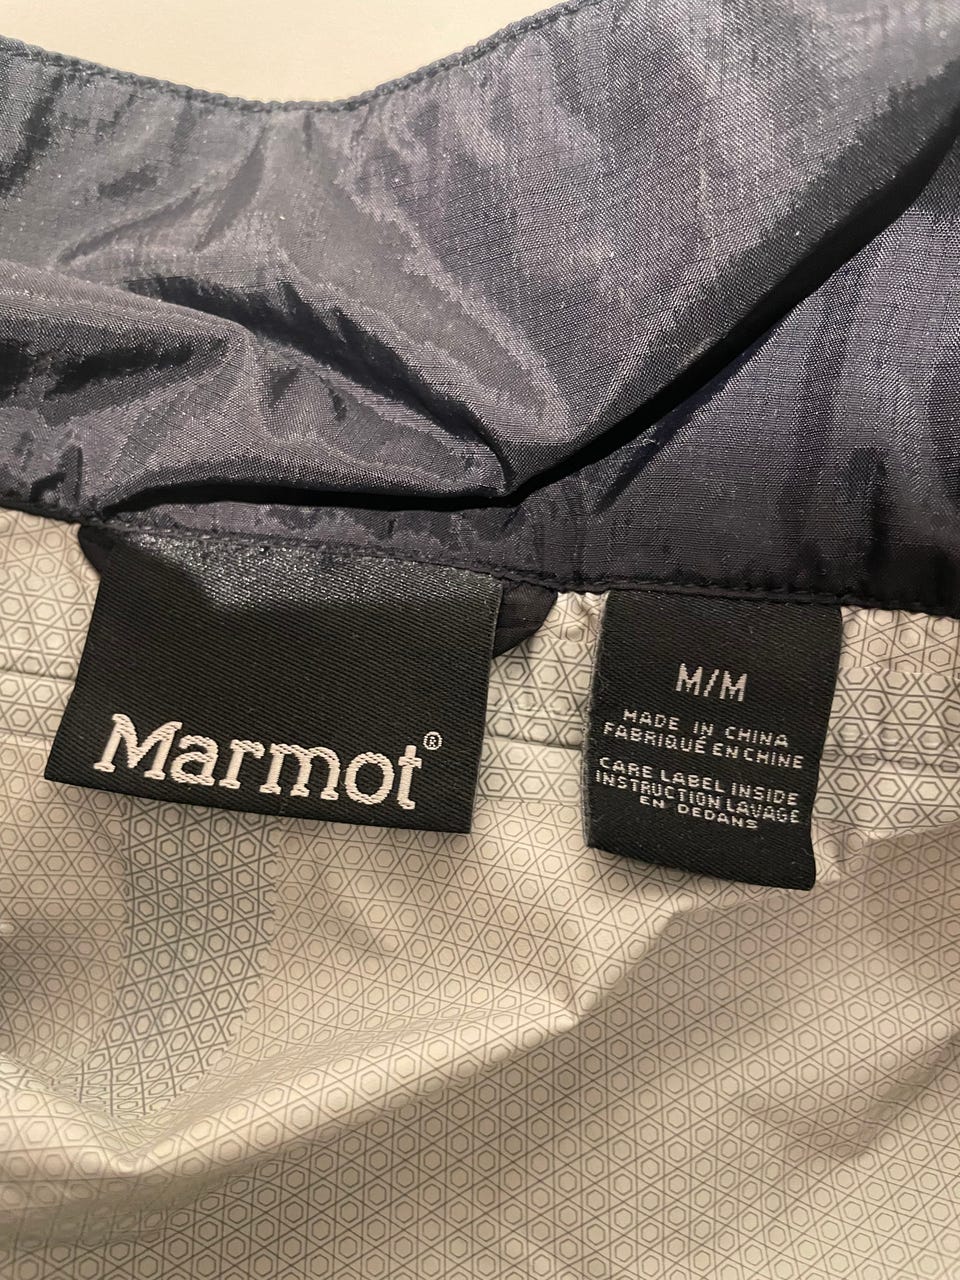 Marmot®
M/M
MADE IN CHINA
FABRIQUÉ EN CHINE
CARE LABEL INSIDE
INSTRUCTION LAVAGE
EN DEDANS